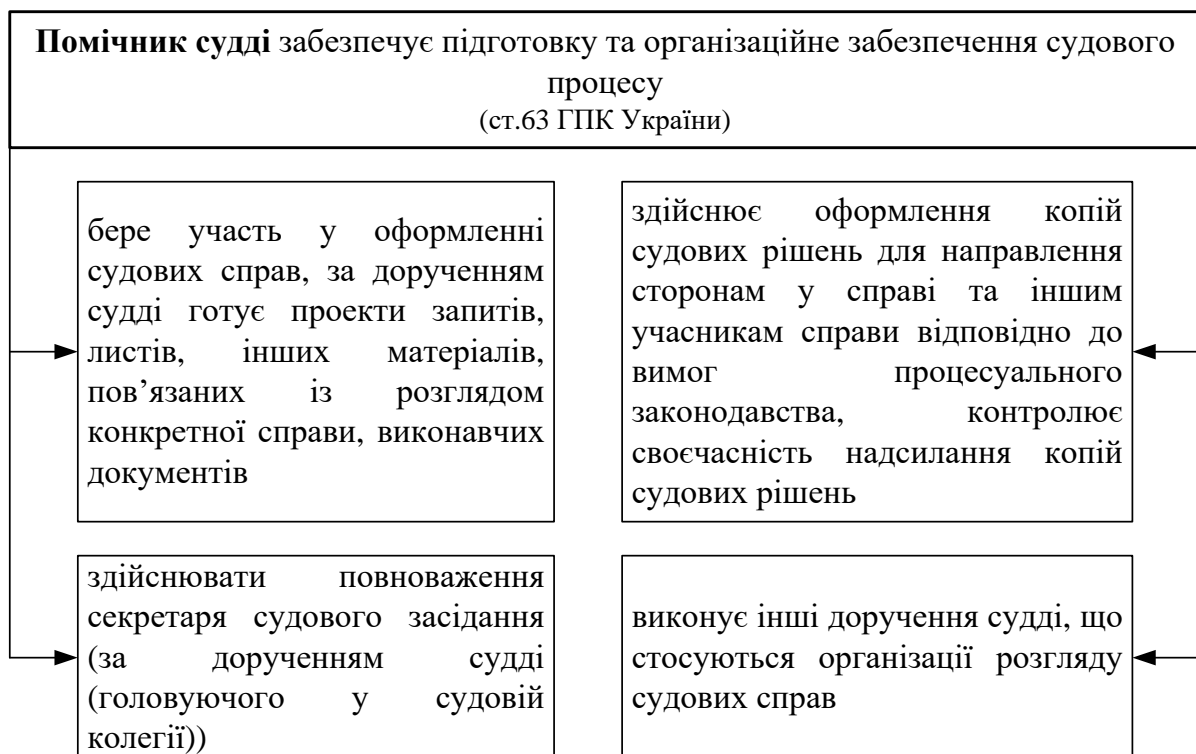 Помічник судді забезпечує підготовку та організаційне забезпечення судового
процесу
(ст.63 ГПК України)
бере участь у оформленні
судових справ, за дорученням
судді готує проекти запитів,
листів, інших матеріалів,
пов’язаних із розглядом
конкретної справи, виконавчих
документів
здійснює оформлення копій
судових рішень для направлення
сторонам у справі та іншим
учасникам справи відповідно до
вимог процесуального
законодавства, контролює
своєчасність надсилання копій
судових рішень
здійснювати повноваження
секретаря судового засідання
(за дорученням судді
(головуючого у судовій
колегії))
виконує інші доручення судді, що
стосуються організації розгляду
судових справ